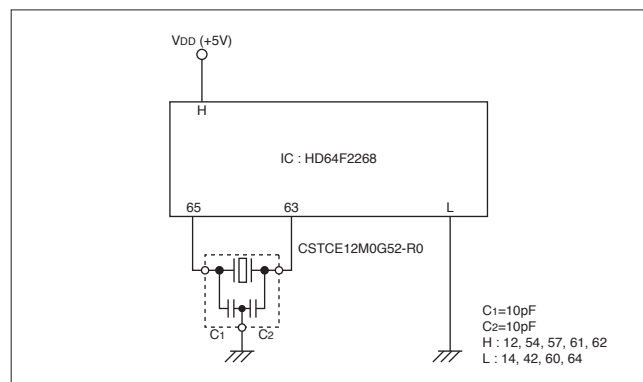 VDD (+5V)
H
IC : HD64F2268
65
63
L
CSTCE12M0G52-R0
C1
C2
C1=10pF
C2=10pF
H : 12, 54, 57, 61, 62
L : 14, 42, 60, 64